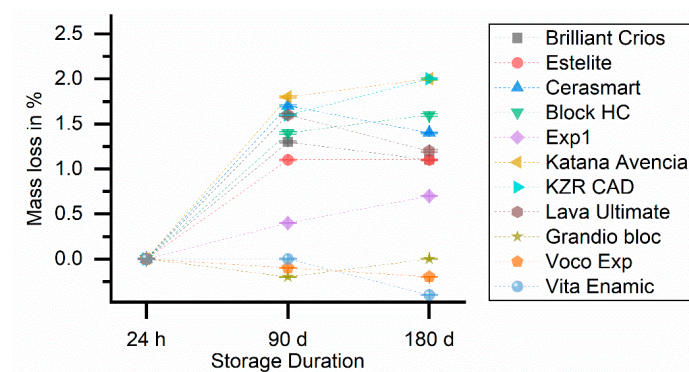 2.5
2.0
1.5
1.0
0.5
0.0
Mass loss in %
24 h 90 d 180 d
Storage Duration
Brilliant Crios
Estelite
Cerasmart
Block HC
Exp1
Katana Avencia
KZR CAD
Lava Ultimate
Grandio bloc
Voco Exp
Vita Enamic